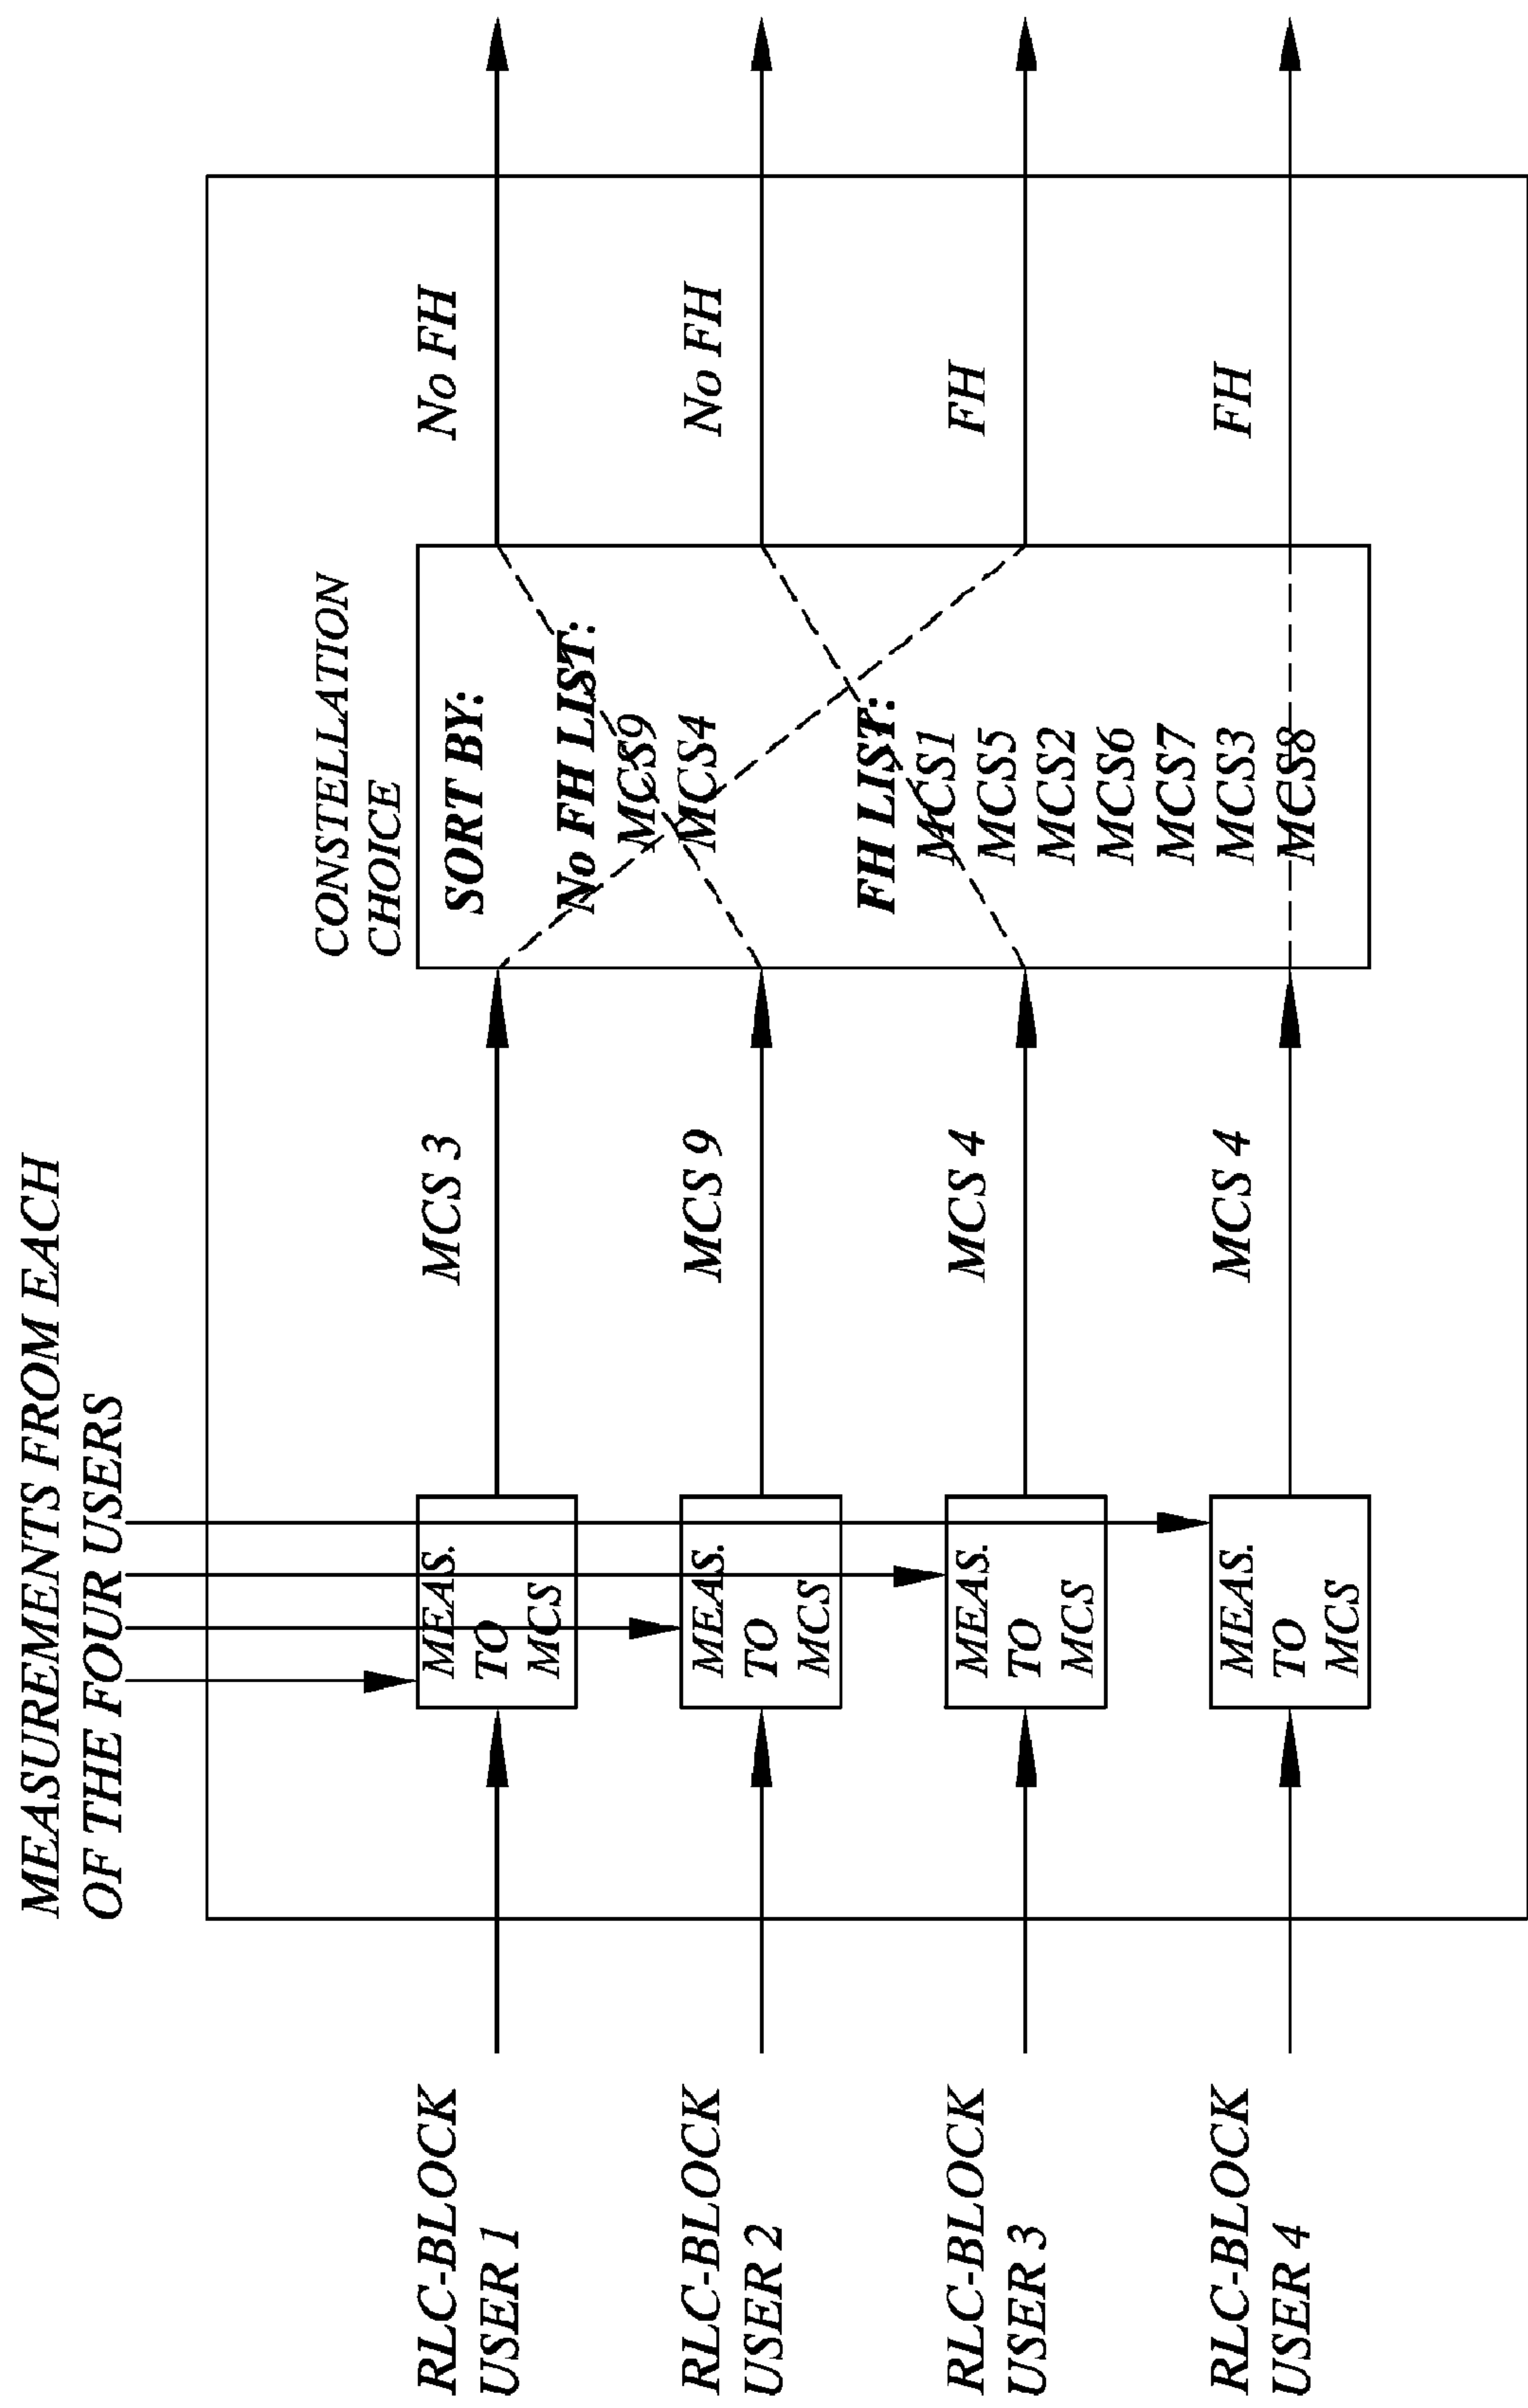 MEASUREMENTS FROM EACH
OF THE FOUR USERS
CONSTELLATION
CHOICE
RLC-BLOCK
USER 1
MEAS.
TO
MCS
MCS 3
No FH
RLC-BLOCK
USER 2
MEAS.
TO
MCS
MCS 9
No FH
RLC-BLOCK
USER 3
MEAS.
TO
MCS
MCS 4
FH
RLC-BLOCK
USER 4
MEAS.
TO
MCS
MCS 4
FH
SORT BY:
No FH LIST:
MCS9
MCS4
FH LIST:
MCS1
MCS5
MCS2
MCS6
MCS7
MCS3
MCS8